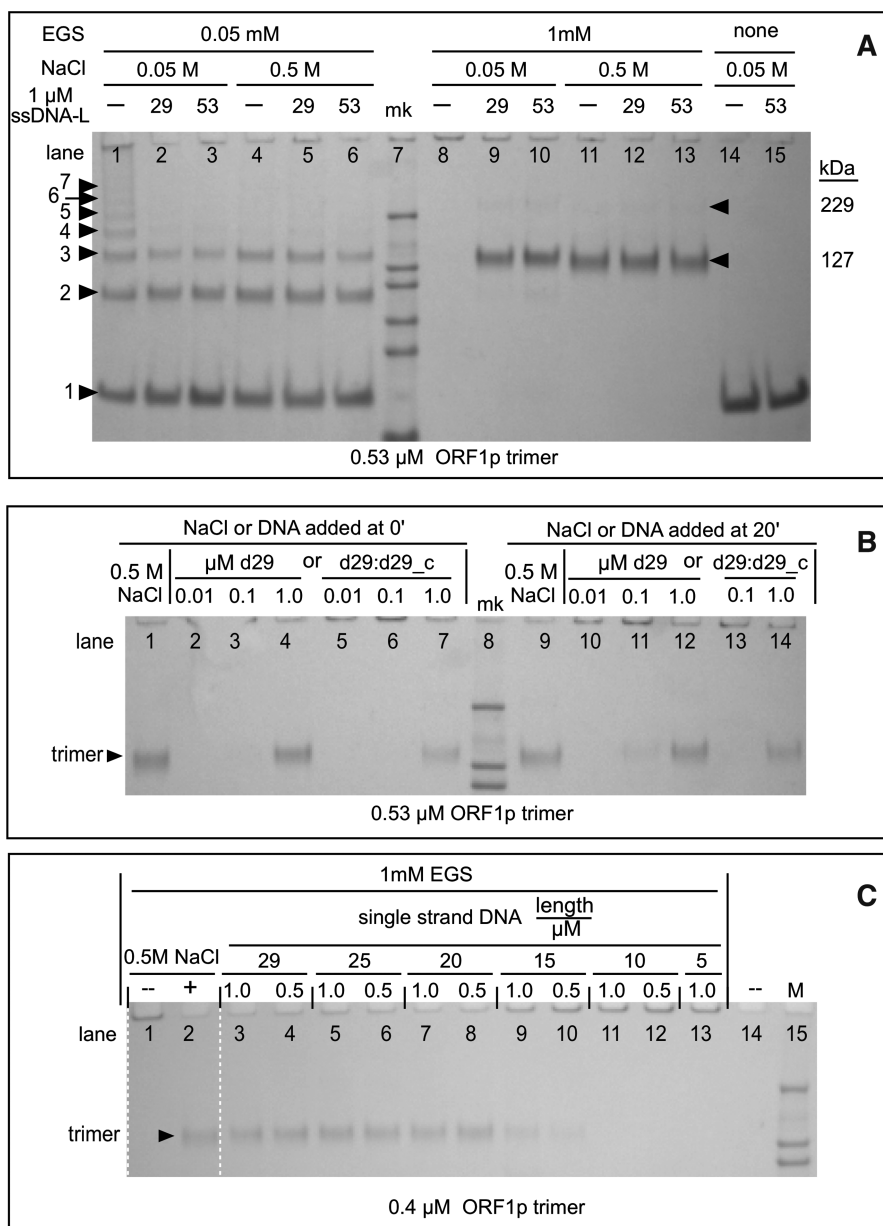 A
EGS 0.05 mM 1mM none
NaCl 0.05 M 0.5 M 0.05 M 0.5 M 0.05 M
1 µM
ssDNA-L — 29 53 — 29 53 mk — 29 53 — 29 53 — 53
lane 1 2 3 4 5 6 7 8 9 10 11 12 13 14 15 kDa
7
6
5
4
3
2
1
229
127
0.53 µM ORF1p trimer
B
NaCl or DNA added at 0' NaCl or DNA added at 20'
0.5 M NaCl µM d29 or d29:d29_c 0.5 M NaCl µM d29 or d29:d29_c
0.01 0.1 1.0 0.01 0.1 1.0 mk 0.01 0.1 1.0 0.1 1.0
lane 1 2 3 4 5 6 7 8 9 10 11 12 13 14
trimer
0.53 µM ORF1p trimer
C
1mM EGS
single strand DNA length
µM
0.5M NaCl 29 25 20 15 10 5
-- + 1.0 0.5 1.0 0.5 1.0 0.5 1.0 0.5 1.0 0.5 1.0 -- M
lane 1 2 3 4 5 6 7 8 9 10 11 12 13 14 15
trimer
0.4 µM ORF1p trimer